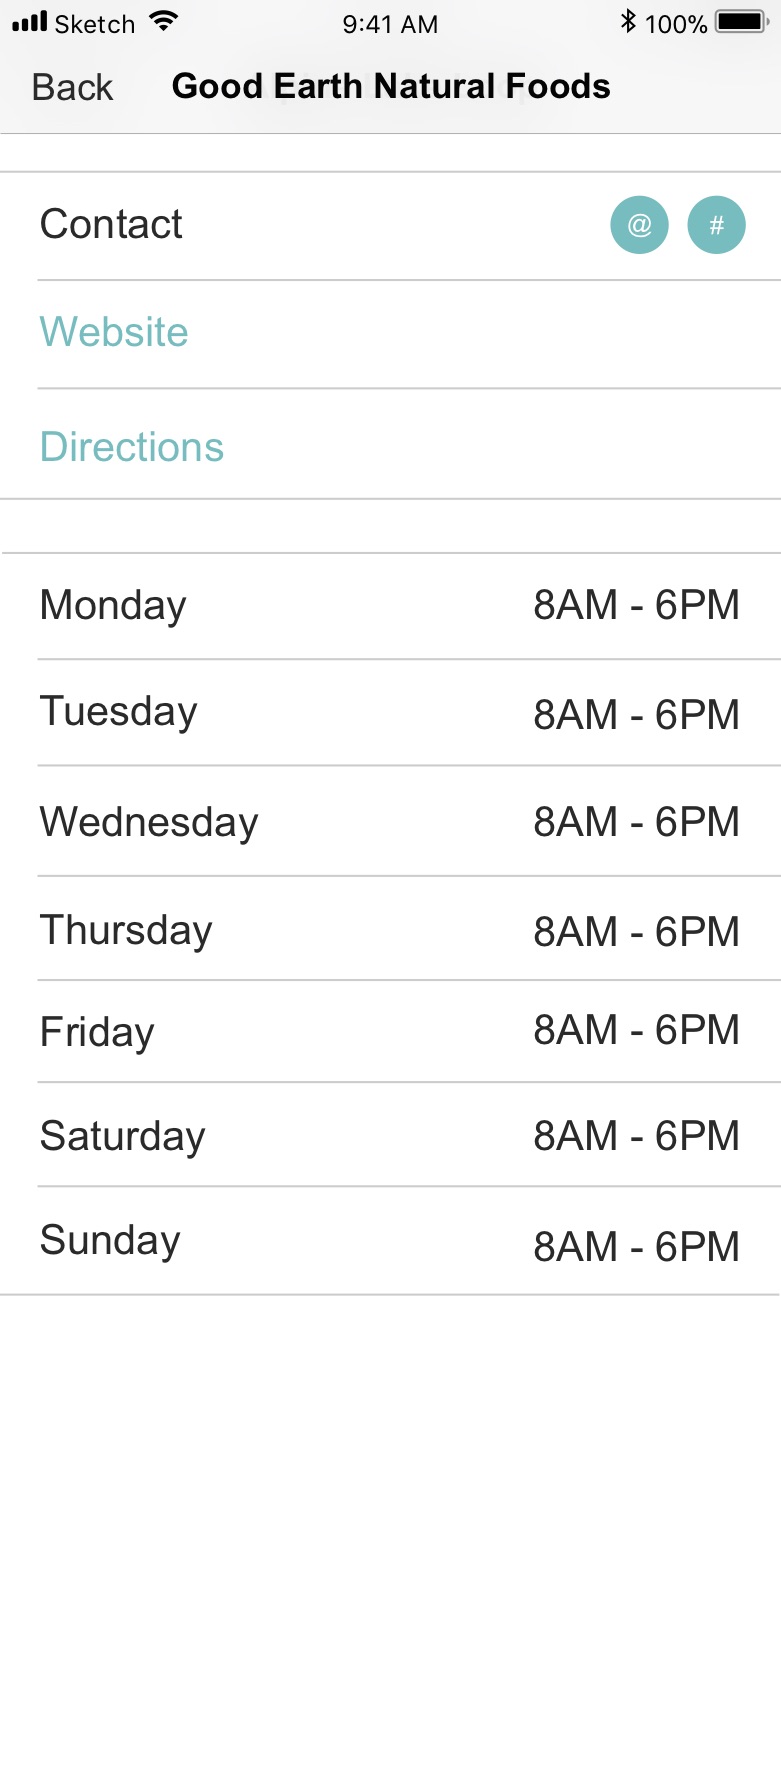 Sketch 9:41 AM 100%
Back Good Earth Natural Foods
Contact @ #
Website
Directions
Monday 8AM - 6PM
Tuesday 8AM - 6PM
Wednesday 8AM - 6PM
Thursday 8AM - 6PM
Friday 8AM - 6PM
Saturday 8AM - 6PM
Sunday 8AM - 6PM